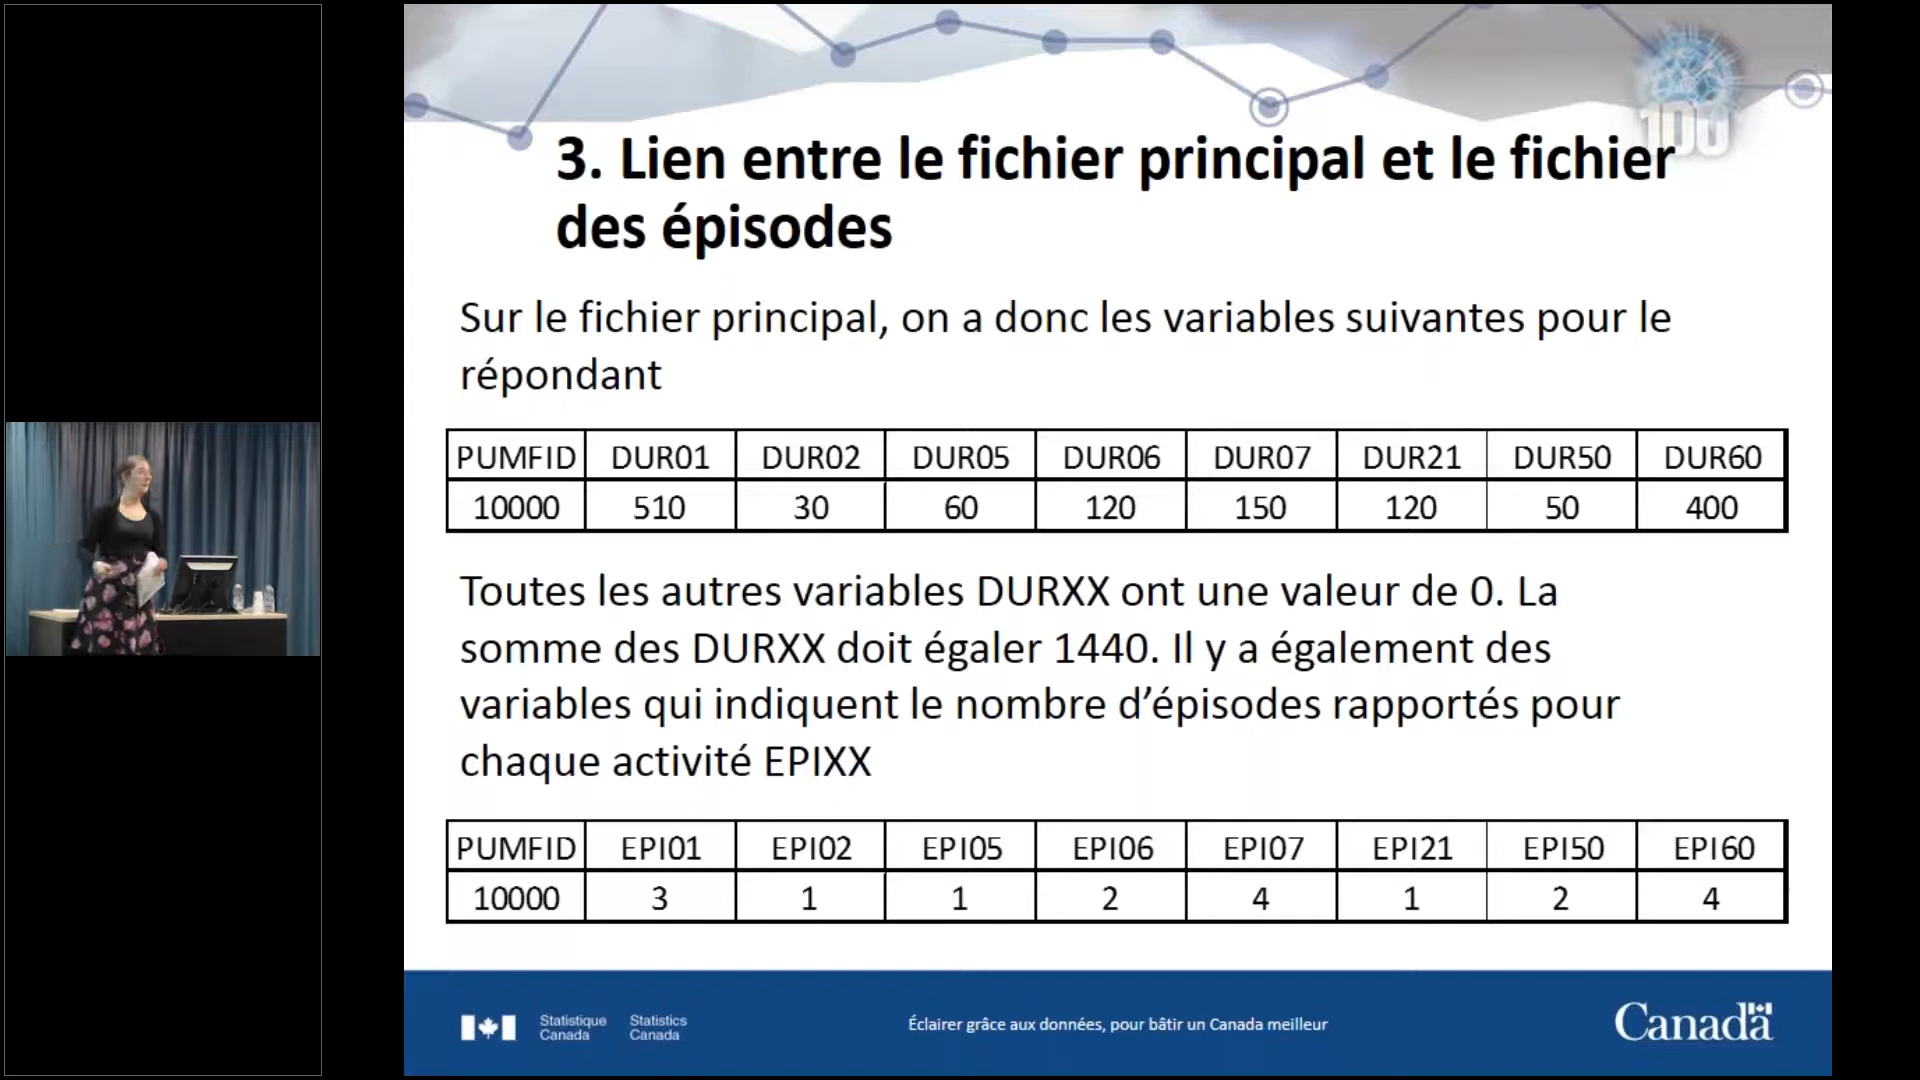 100
3. Lien entre le fichier principal et le fichier
des épisodes
Sur le fichier principal, on a donc les variables suivantes pour le
répondant
PUMFID DUR01 DUR02 DUR05 DUR06 DUR07 DUR21 DUR50 DUR60
10000 510 30 60 120 150 120 50 400
Toutes les autres variables DURXX ont une valeur de 0. La
somme des DURXX doit égaler 1440. Il y a également des
variables qui indiquent le nombre d’épisodes rapportés pour
chaque activité EPIXX
PUMFID EPI01 EPI02 EPI05 EPI06 EPI07 EPI21 EPI50 EPI60
10000 3 1 1 2 4 1 2 4
Statistique Statistics
Canada Canada
Éclairer grâce aux données, pour bâtir un Canada meilleur
Canada